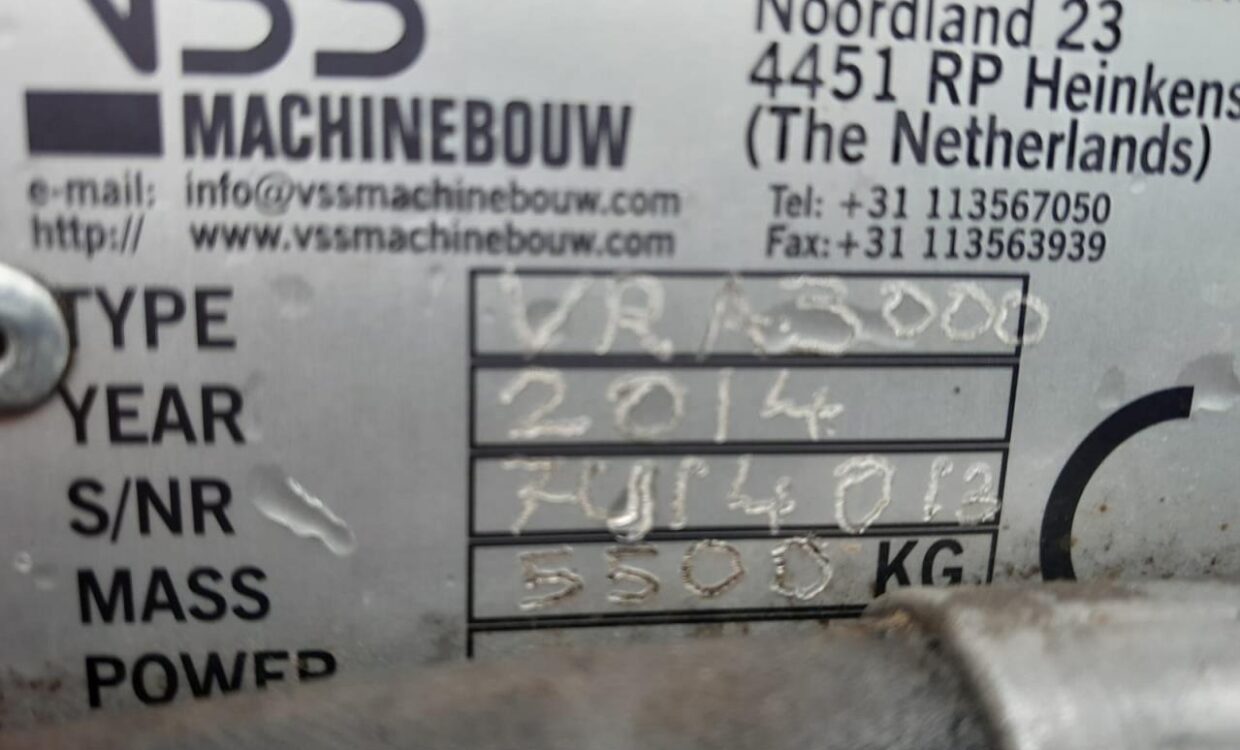 VSS
MACHINEBOUW
e-mail: info@vssmachinebouw.com
http:// www.vssmachinebouw.com
Noordland 23
4451 RP Heinkens
(The Netherlands)
Tel: +31 113567050
Fax: +31 113563939
TYPE VRA3000
YEAR 2014
S/NR
MASS 5500 KG
POWER